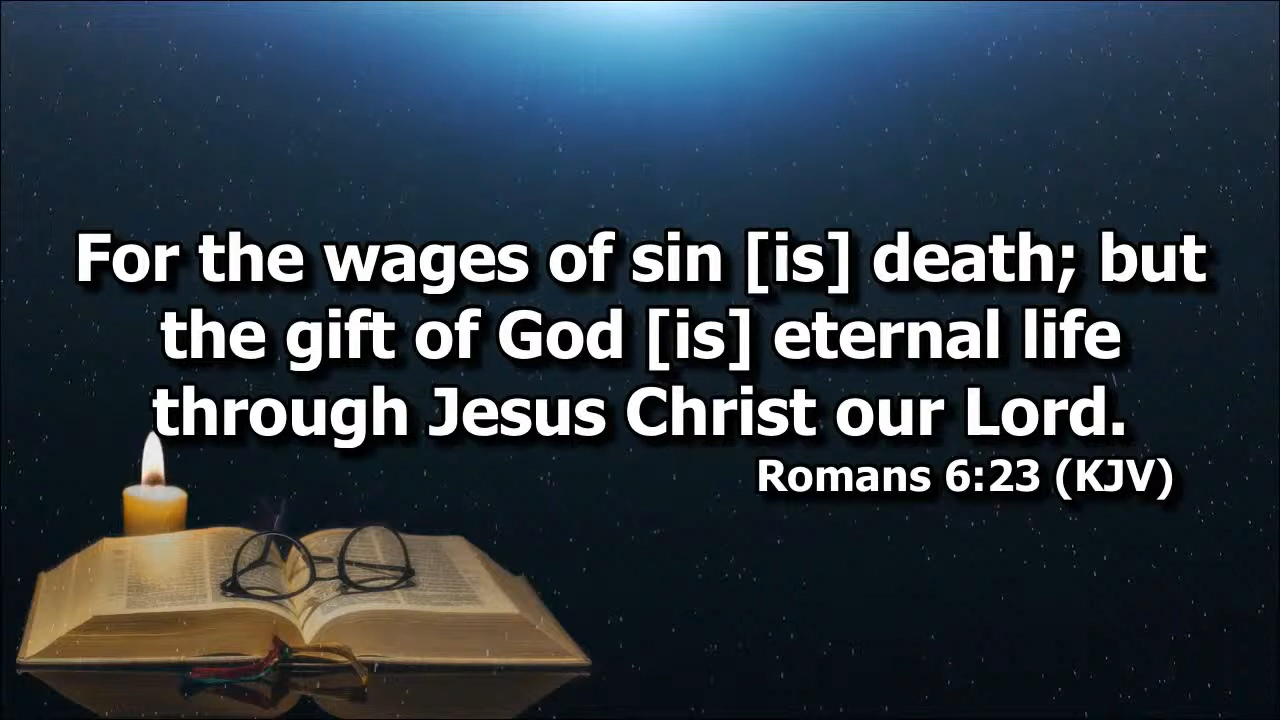 For the wages of sin [is] death; but
the gift of God [is] eternal life
through Jesus Christ our Lord.
Romans 6:23 (KJV)